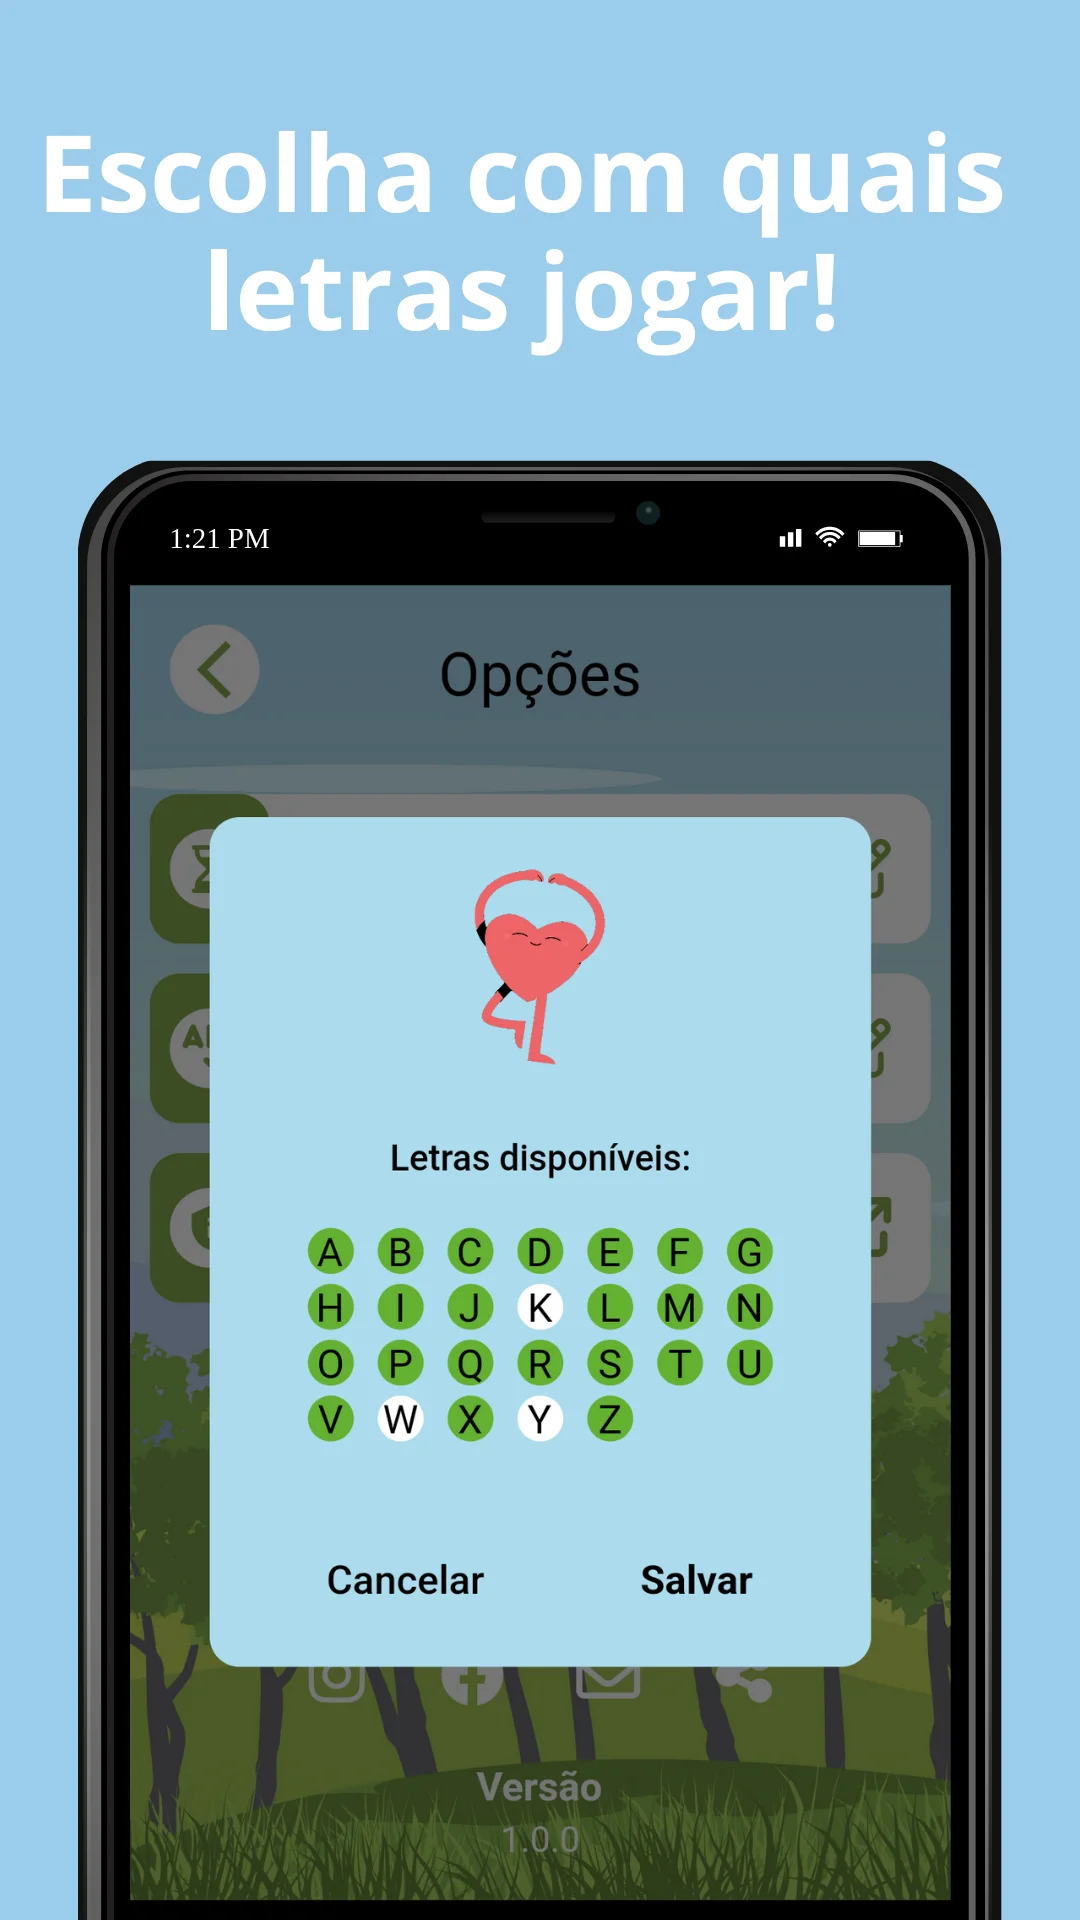 Escolha com quais
letras jogar!
1:21 PM
Opções
Letras disponíveis:
A B C D E F G
H I J K L M N
O P Q R S T U
V W X Y Z
Cancelar Salvar
Versão
1.0.0